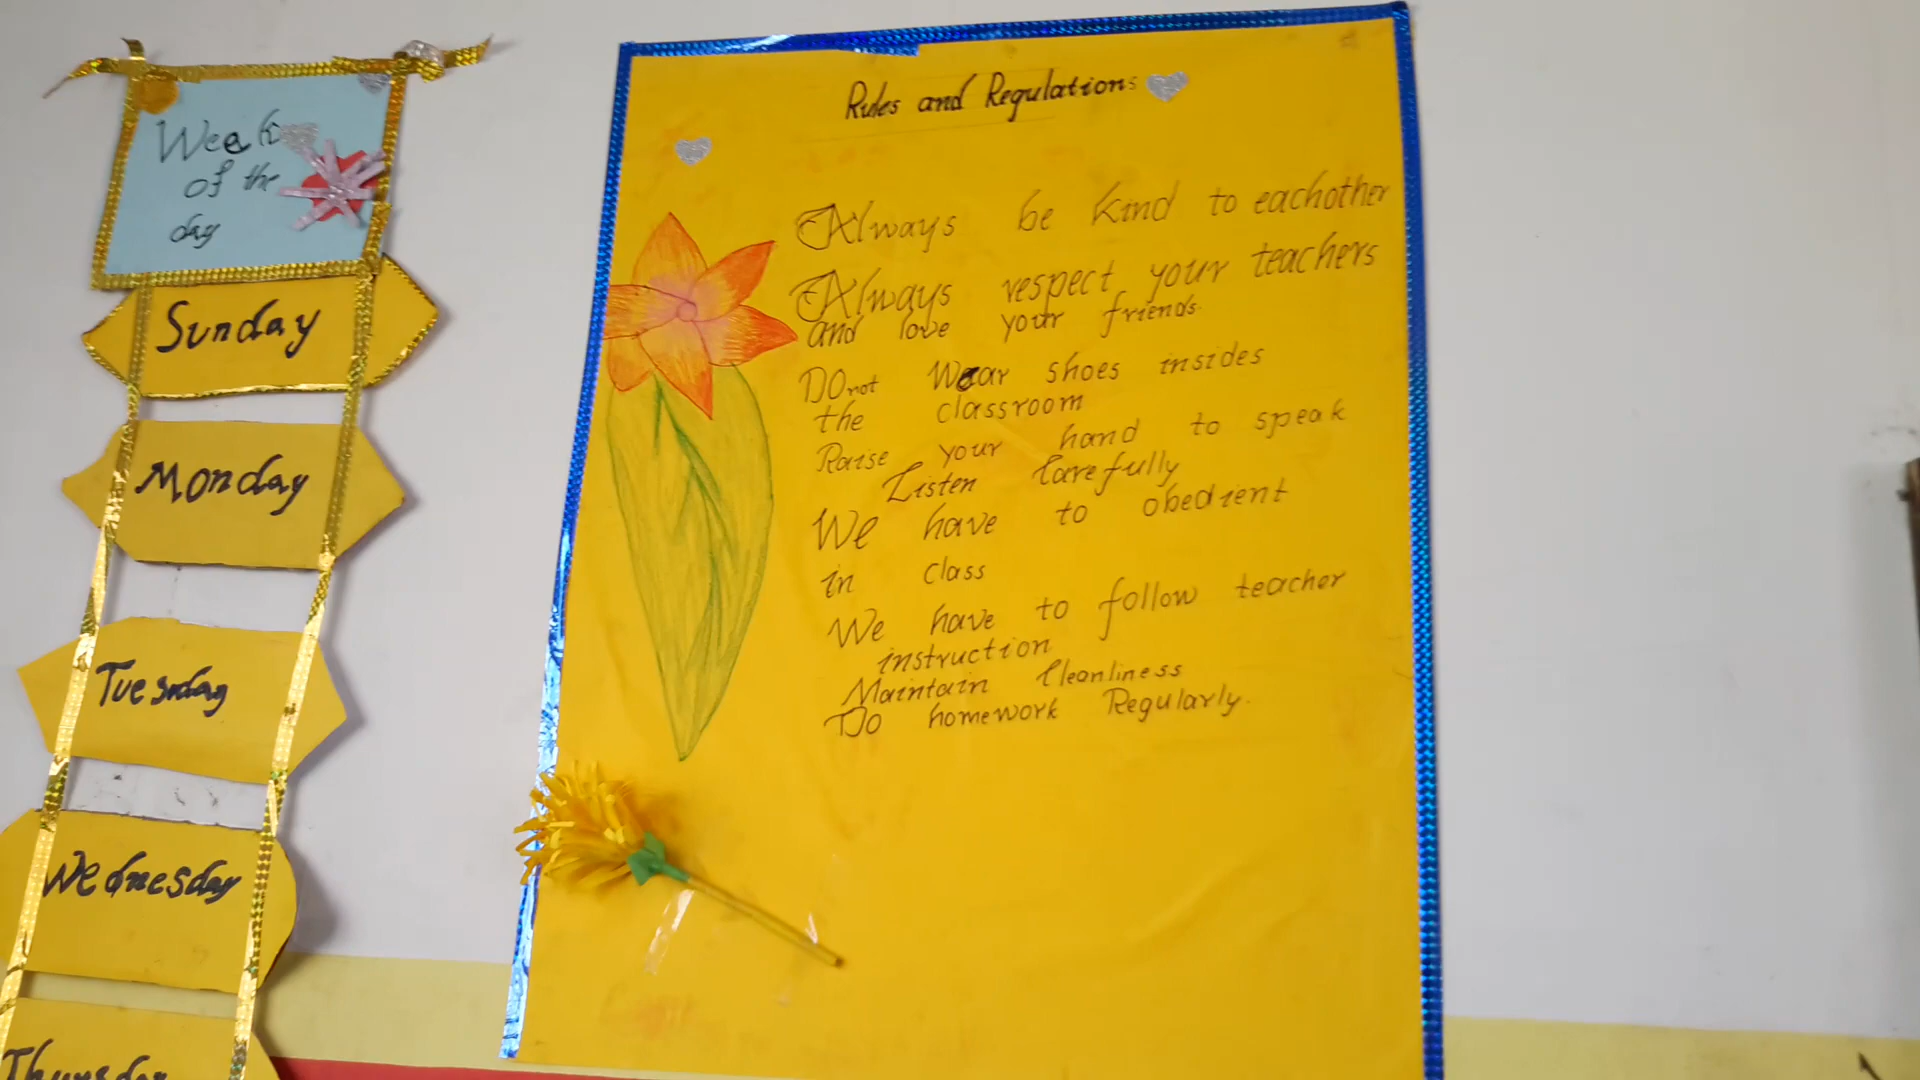 Week
of the
day
Sunday
Monday
Tuesday
Wednesday
Thursday
Rules and Regulations
Always be kind to eachother
Always respect your teachers
and love your friends.
DOnot Wear shoes insides
the classroom
Raise your hand to speak
Listen Carefully
We have to obedient
in class
We have to follow teacher
instruction
Maintain Cleanliness
DO homework Regularly.